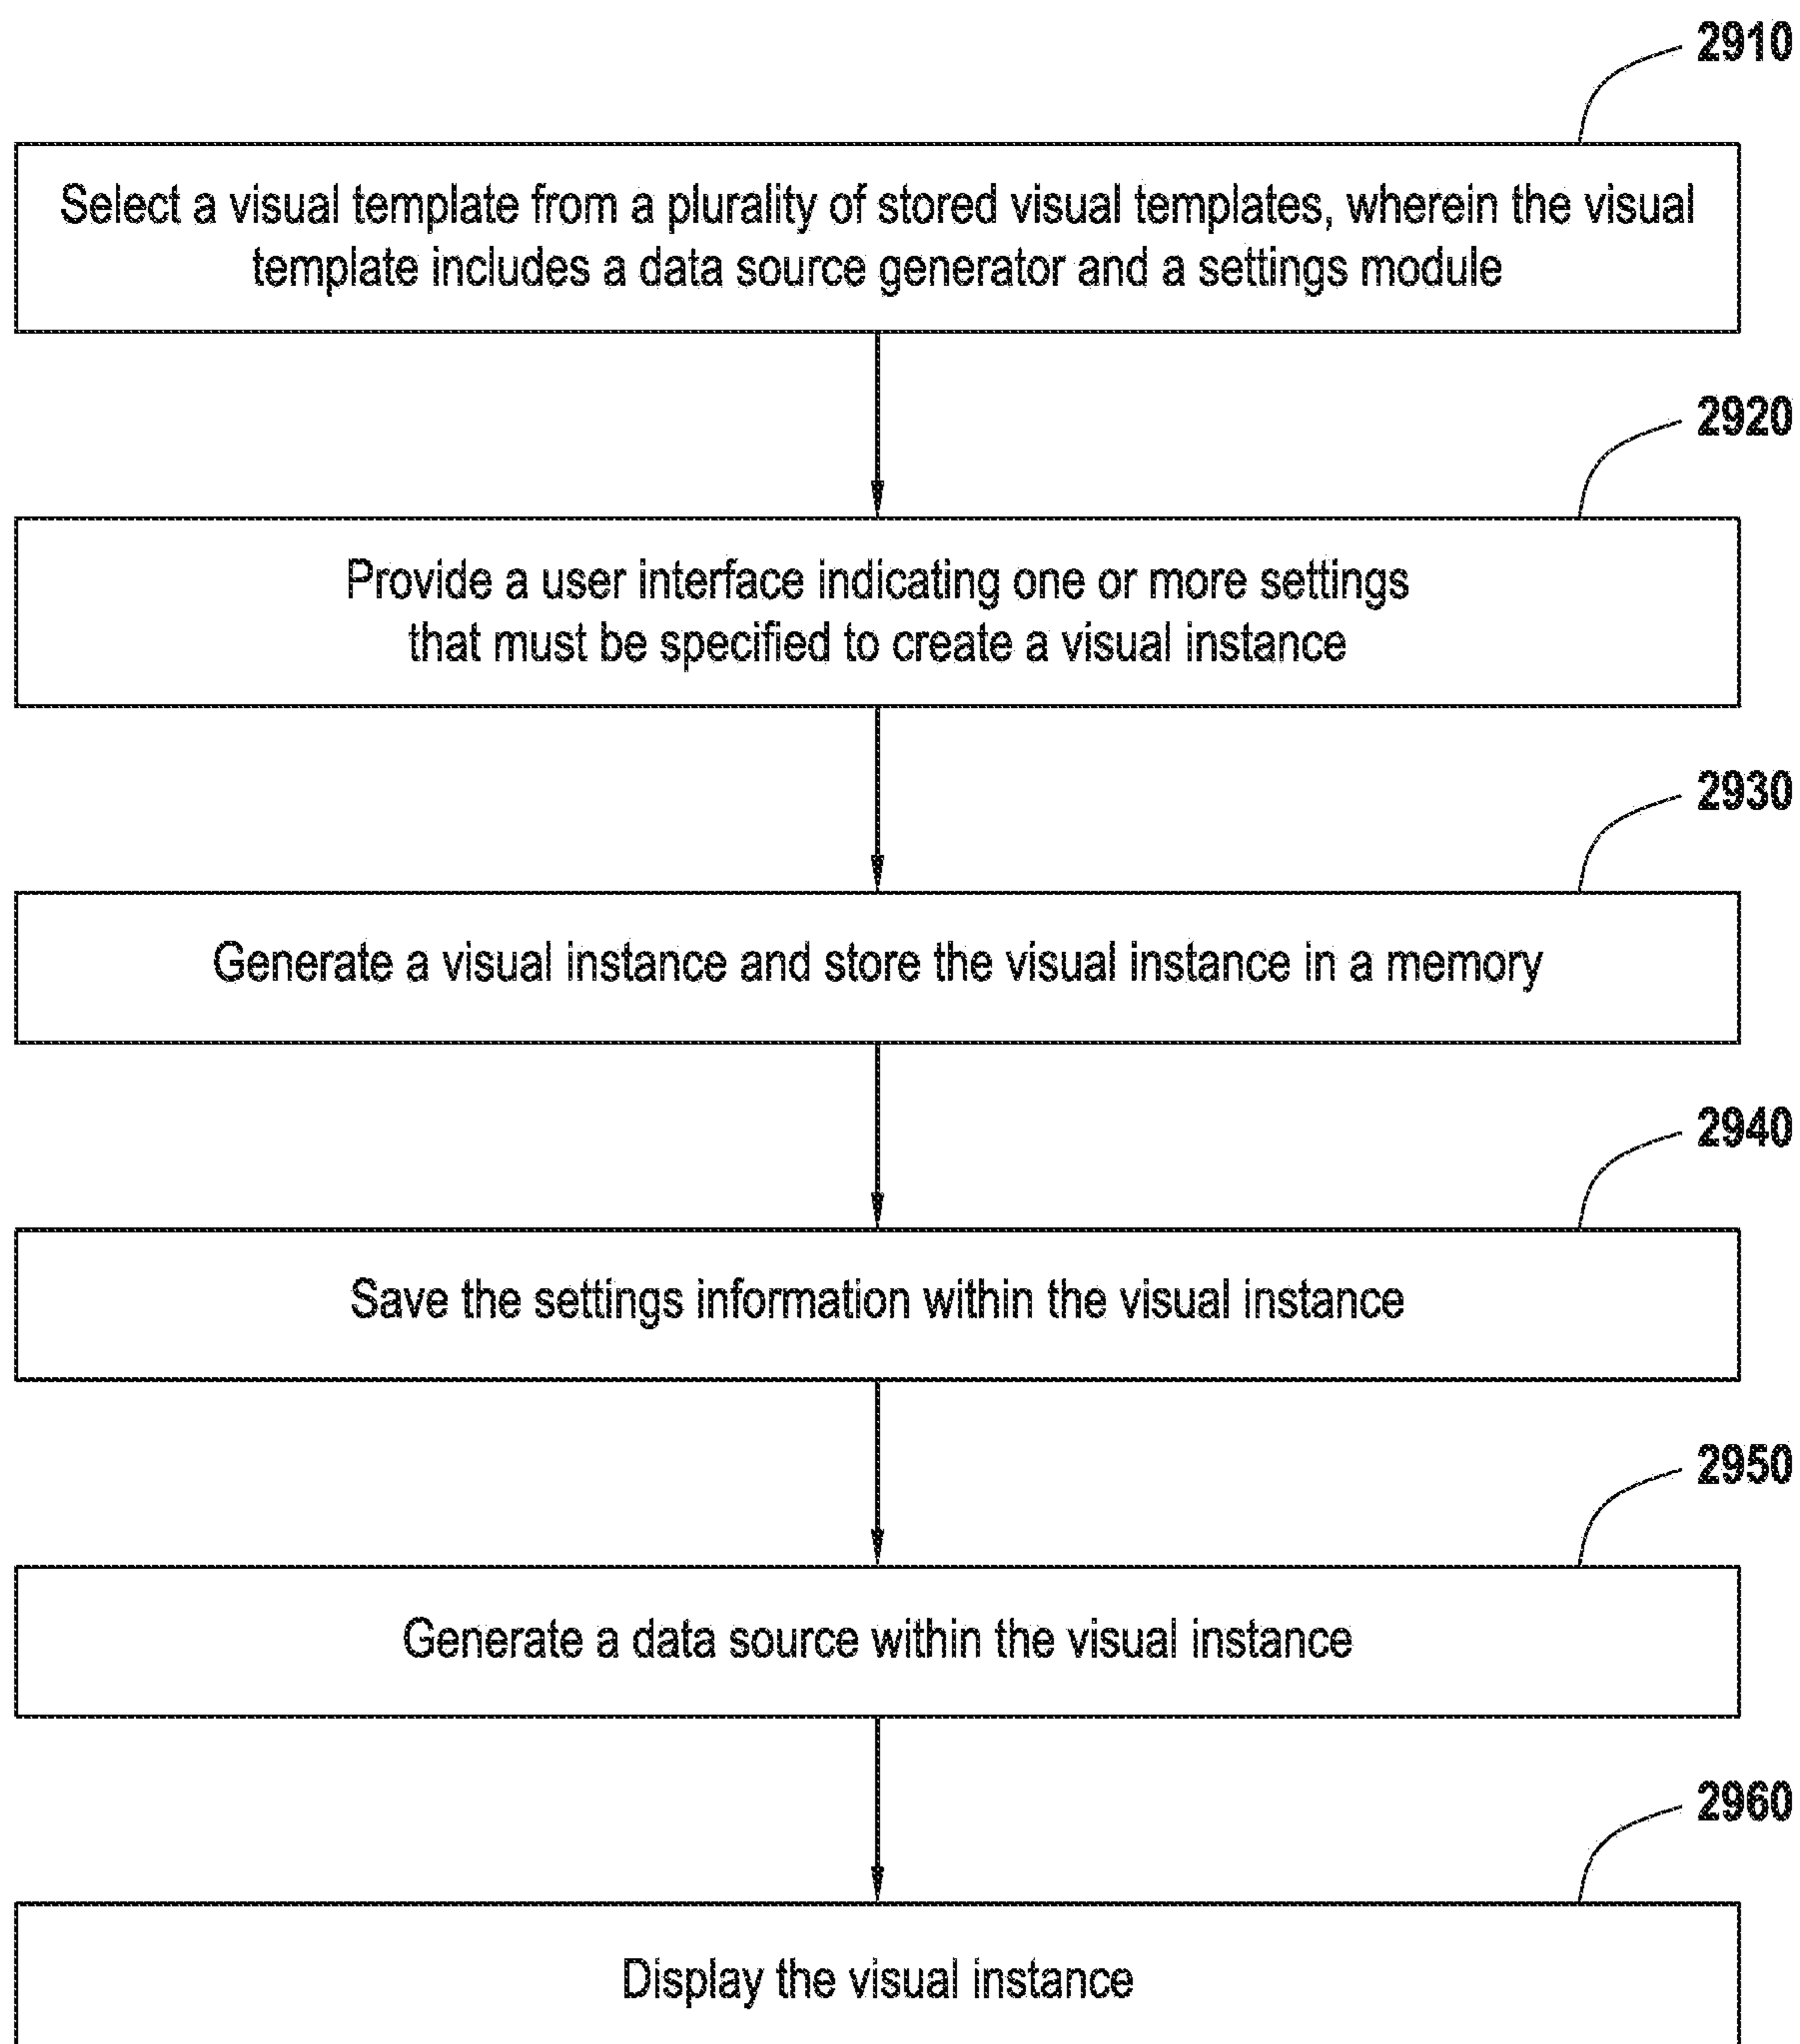 2910
Select a visual template from a plurality of stored visual templates, wherein the visual
template includes a data source generator and a settings module
2920
Provide a user interface indicating one or more settings
that must be specified to create a visual instance
2930
Generate a visual instance and store the visual instance in a memory
2940
Save the settings information within the visual instance
2950
Generate a data source within the visual instance
2960
Display the visual instance